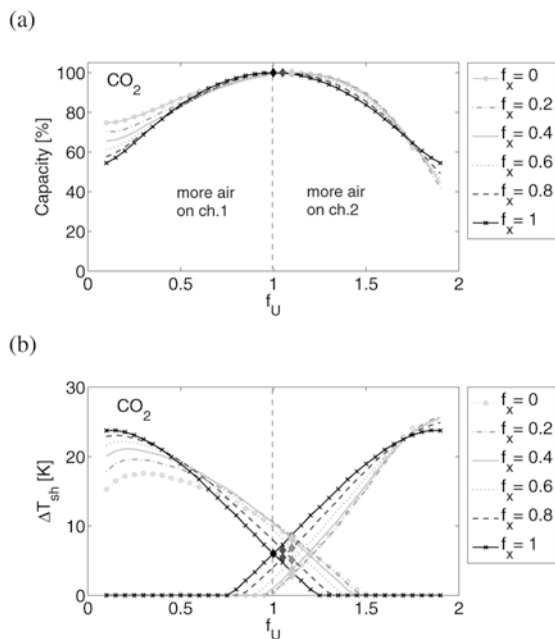 (a)
CO₂
100
80
60
40
20
0
Capacity [%]
more air
on ch.1
more air
on ch.2
0
0.5
1
1.5
2
f_U
f_x= 0
f_x= 0.2
f_x= 0.4
f_x= 0.6
f_x= 0.8
f_x= 1
(b)
CO₂
30
20
10
0
ΔT_sh [K]
0
0.5
1
1.5
2
f_U
f_x= 0
f_x= 0.2
f_x= 0.4
f_x= 0.6
f_x= 0.8
f_x= 1